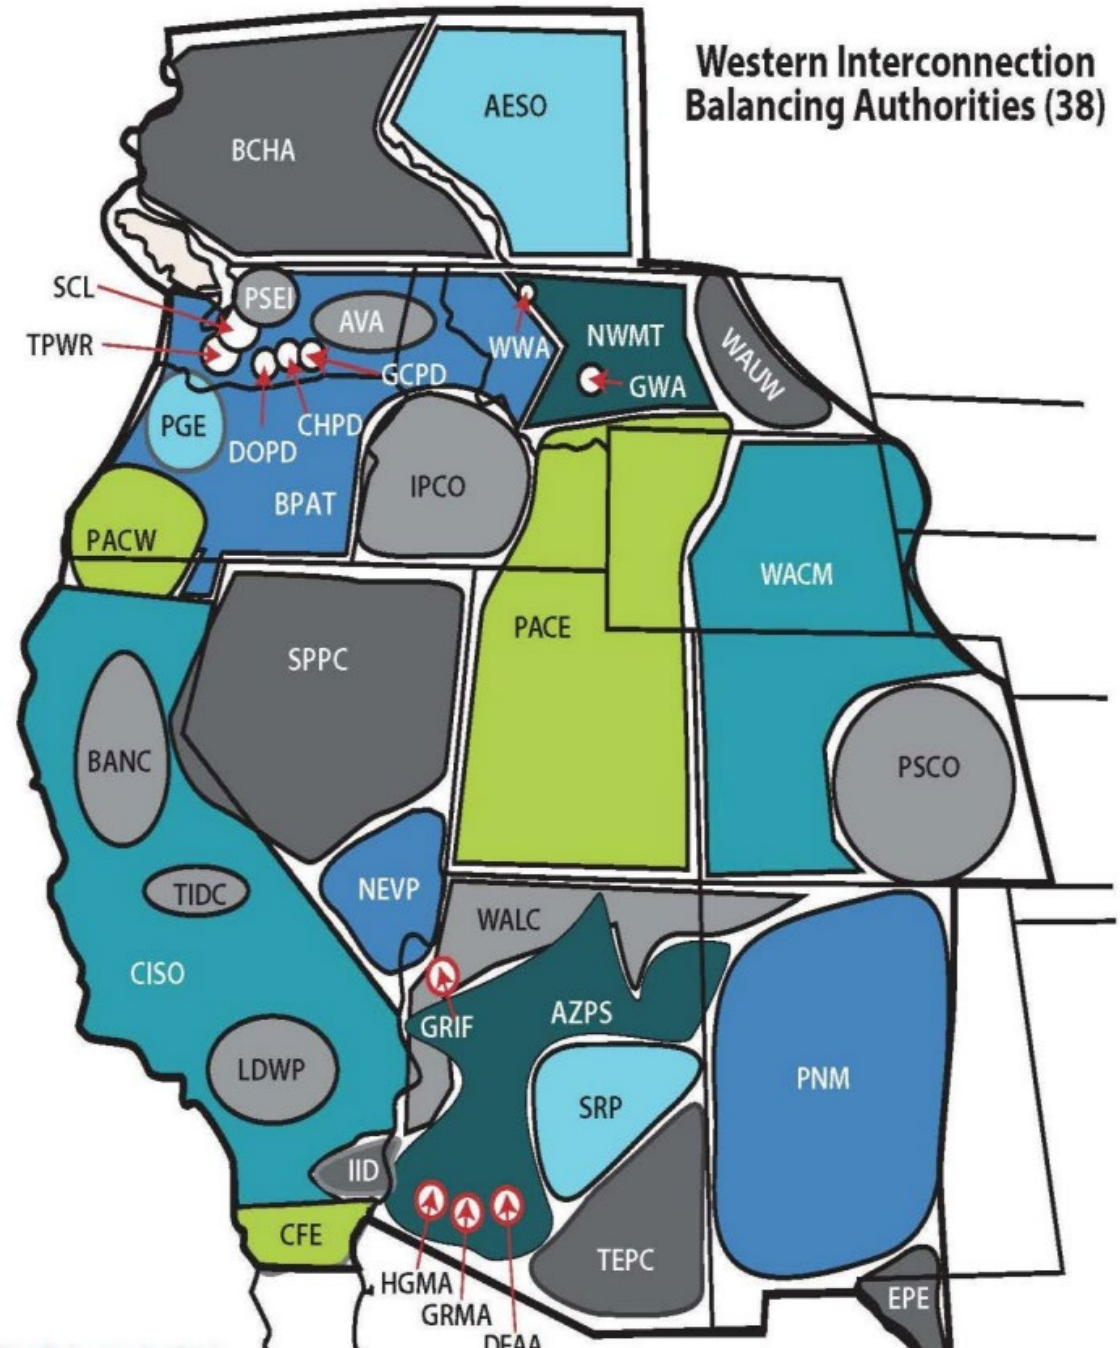 Western Interconnection
Balancing Authorities (38)
AESO
BCHA
SCL
PSEI
TPWR
AVA
WWA
NWMT
WAUW
GCPD
GWA
PGE
CHPD
DOPD
IPCO
BPAT
PACW
WACM
PACE
SPPC
BANC
PSCO
TIDC
NEVP
WALC
CISO
AZPS
GRIF
LDWP
PNM
SRP
IID
CFE
TEPC
HGMA
EPE
GRMA
DEAA